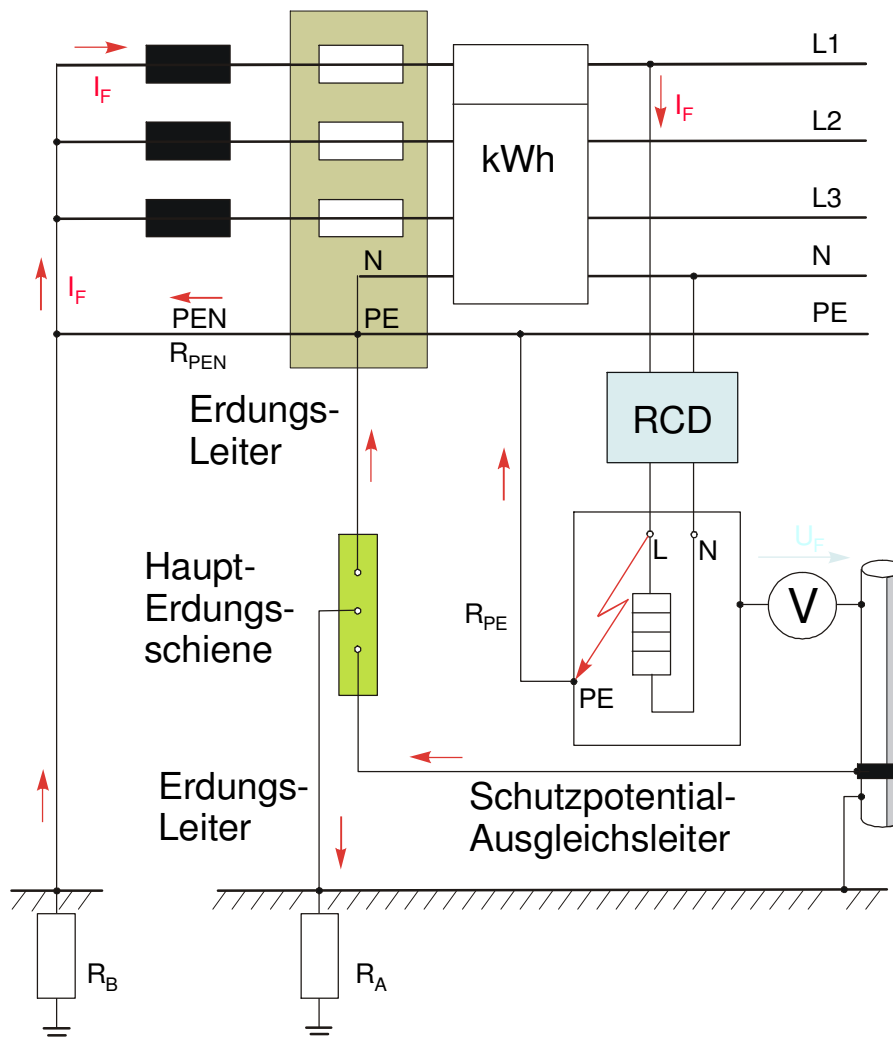 L1
I_F
I_F
L2
kWh
L3
N
N
I_F
PEN
PE
PE
R_PEN
Erdungs-
Leiter
RCD
U_F
L
N
Haupt-
Erdungs-
schiene
R_PE
V
PE
Erdungs-
Leiter
Schutzpotential-
Ausgleichsleiter
R_B
R_A